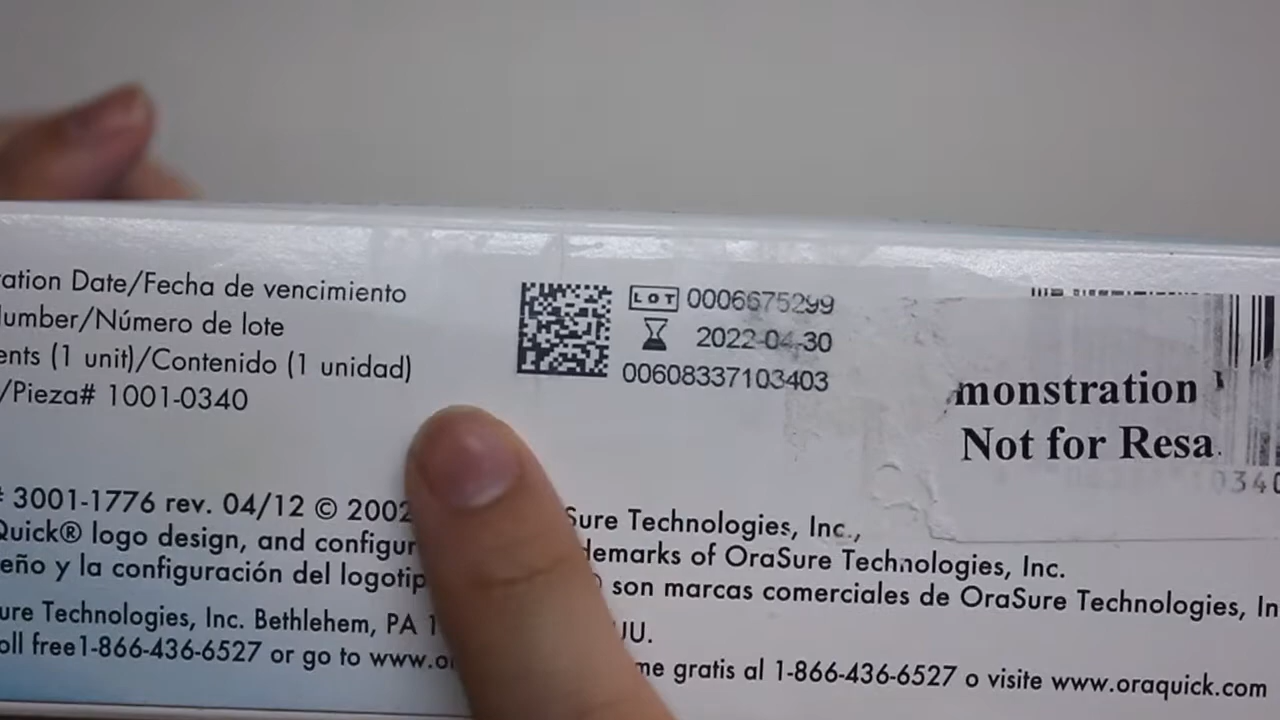 ation Date/Fecha de vencimiento
umber/Número de lote
ents (1 unit)/Contenido (1 unidad)
/Pieza# 1001-0340
LOT 0006675299
2022-04-30
00608337103403
monstration
Not for Resa
034
# 3001-1776 rev. 04/12 © 2002 Sure Technologies, Inc.,
Quick® logo design, and configur demarks of OraSure Technologies, Inc.
eño y la configuración del logotip son marcas comerciales de OraSure Technologies, In
ure Technologies, Inc. Bethlehem, PA 1 UU.
oll free1-866-436-6527 or go to www.o me gratis al 1-866-436-6527 o visite www.oraquick.com